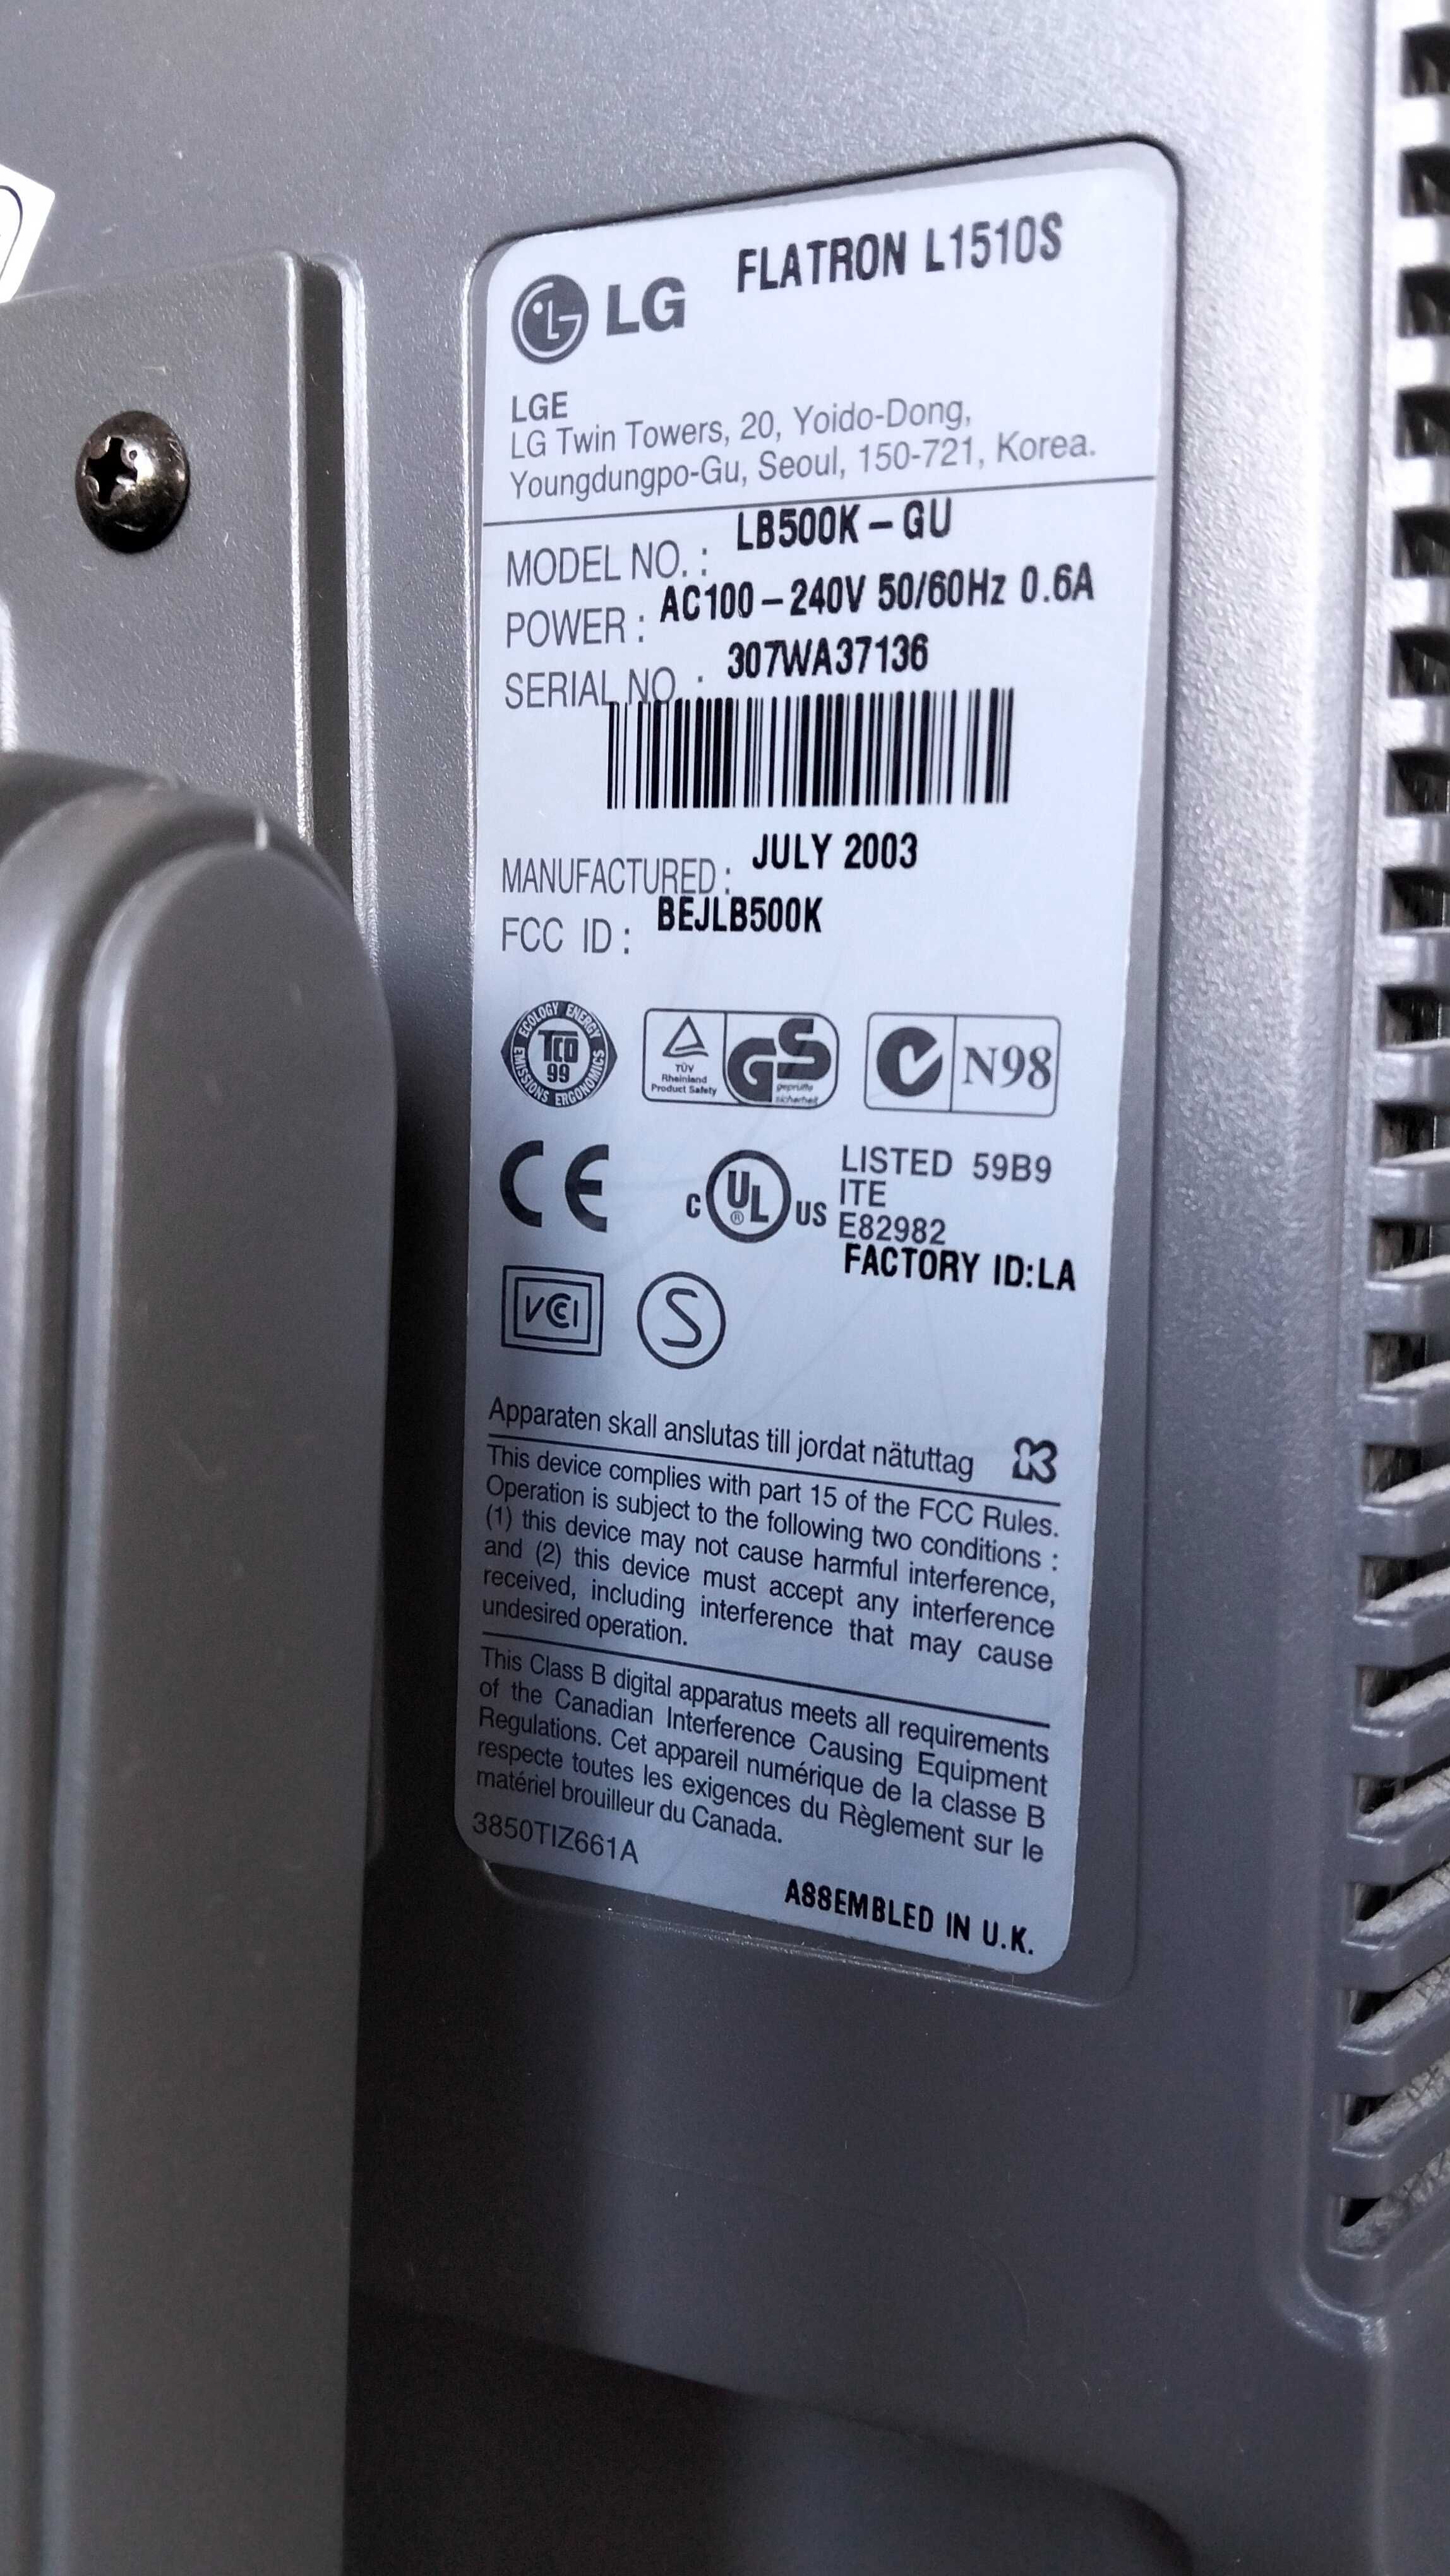 LG FLATRON L1510S
LGE
LG Twin Towers, 20, Yoido-Dong,
Youngdungpo-Gu, Seoul, 150-721, Korea.
MODEL NO. : LB500K-GU
POWER : AC100-240V 50/60Hz 0.6A
SERIAL NO. : 307WA37136
MANUFACTURED : JULY 2003
FCC ID : BEJLB500K
ECOLOGY ENERGY
TCO
99
EMISSIONS ERGONOMICS
TÜV
Rheinland
Product Safety
GS
geprüfte
sicherheit
N98
CE
C UL ® US
LISTED 59B9
ITE
E82982
FACTORY ID:LA
VCI
S
Apparaten skall anslutas till jordat nätuttag
This device complies with part 15 of the FCC Rules.
Operation is subject to the following two conditions :
(1) this device may not cause harmful interference,
and (2) this device must accept any interference
received, including interference that may cause
undesired operation.
This Class B digital apparatus meets all requirements
of the Canadian Interference Causing Equipment
Regulations. Cet appareil numérique de la classe B
respecte toutes les exigences du Règlement sur le
matériel brouilleur du Canada.
3850TIZ661A
ASSEMBLED IN U.K.